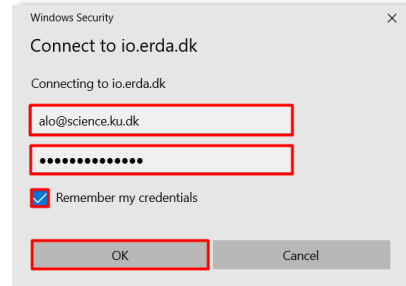 Windows Security
Connect to io.erda.dk
Connecting to io.erda.dk
alo@science.ku.dk
●●●●●●●●●●●●●●
Remember my credentials
OK Cancel